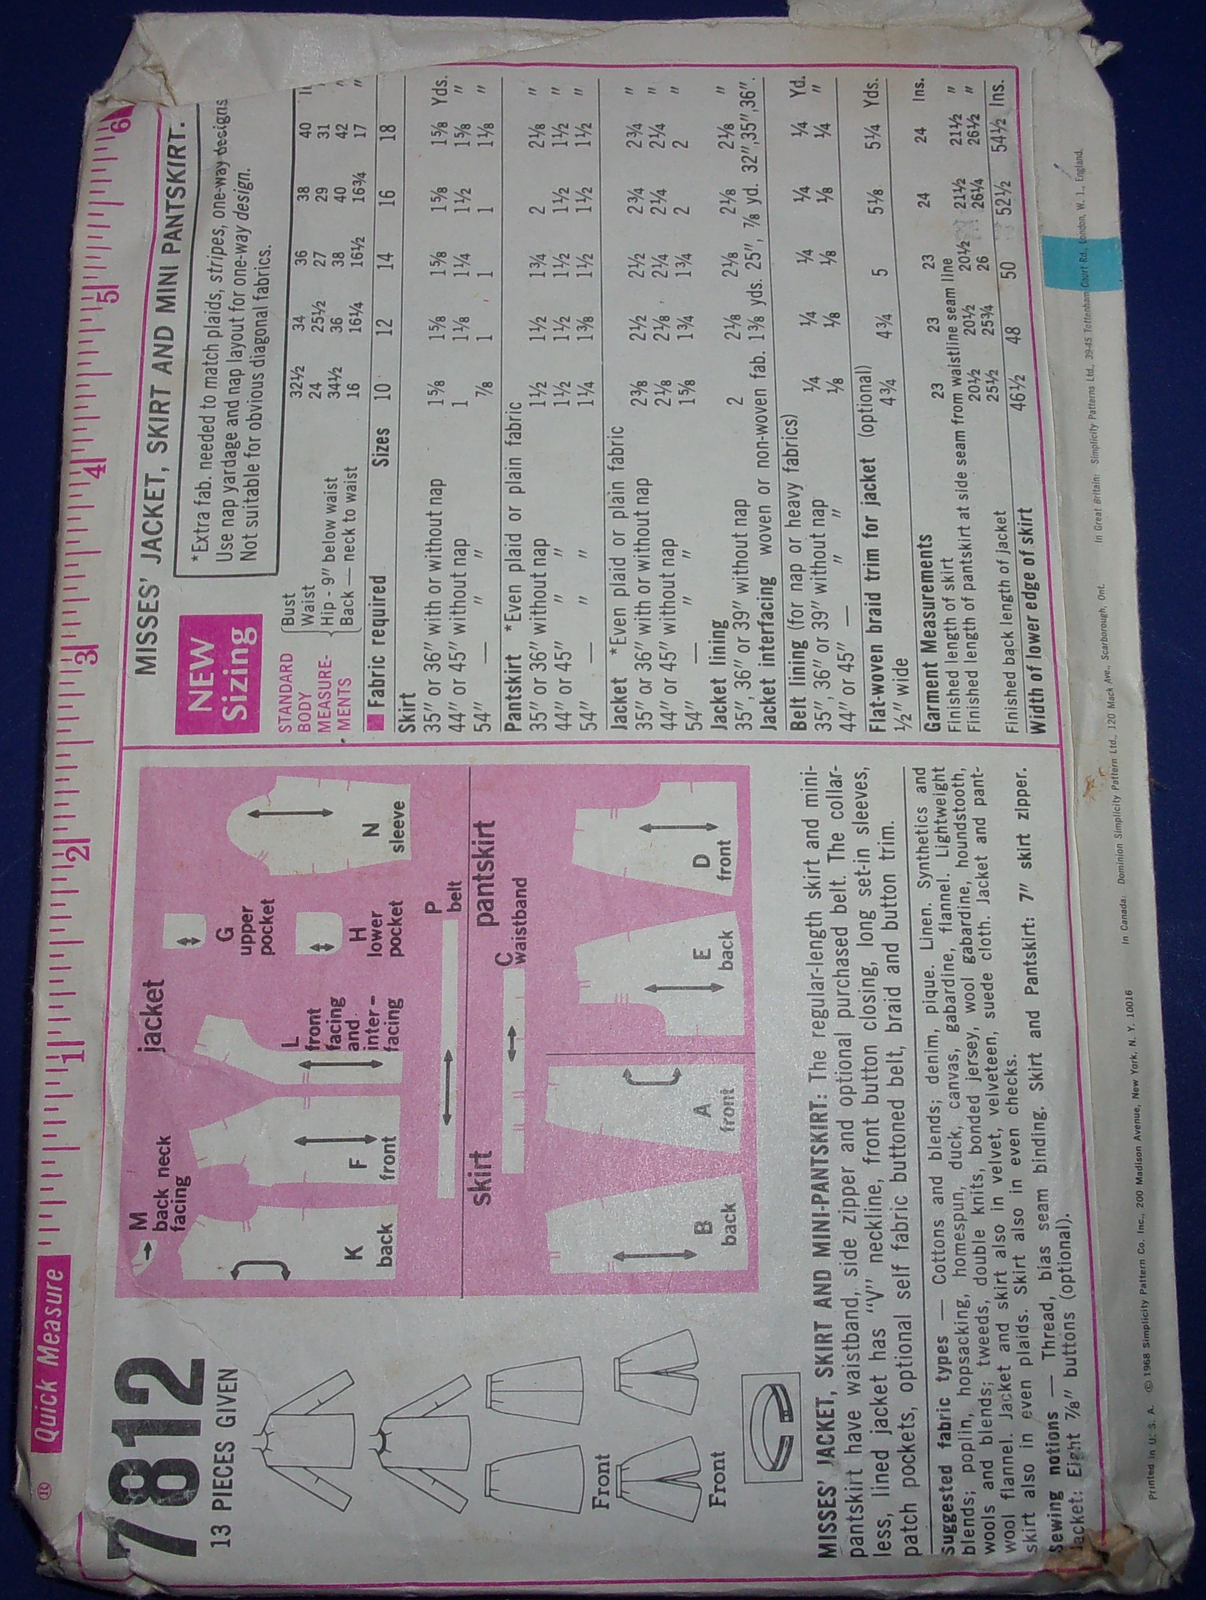 ® Quick Measure 1 2 3 4 5 6
7812
13 PIECES GIVEN
Front
Front
jacket
M
back neck
facing
K
back
F
front
L
front
facing
and
inter-
facing
G
upper
pocket
H
lower
pocket
N
sleeve
P
belt
skirt
C
waistband
pantskirt
B
back
A
front
E
back
D
front
MISSES' JACKET, SKIRT AND MINI-PANTSKIRT: The regular-length skirt and mini-
pantskirt have waistband, side zipper and optional purchased belt. The collar-
less, lined jacket has "V" neckline, front button closing, long set-in sleeves,
patch pockets, optional self fabric buttoned belt, braid and button trim.
Suggested fabric types — Cottons and blends; denim, pique. Linen. Synthetics and
blends; poplin, hopsacking, homespun, duck, canvas, gabardine, flannel. Lightweight
wools and blends; tweeds, double knits, bonded jersey, wool gabardine, houndstooth,
wool flannel. Jacket and skirt also in velvet, velveteen, suede cloth. Jacket and pant-
skirt also in even plaids. Skirt also in even checks.
Sewing notions — Thread, bias seam binding. Skirt and Pantskirt: 7" skirt zipper.
Jacket: Eight 7/8" buttons (optional).
MISSES' JACKET, SKIRT AND MINI PANTSKIRT.
NEW
Sizing
*Extra fab. needed to match plaids, stripes, one-way designs
Use nap yardage and nap layout for one-way design.
Not suitable for obvious diagonal fabrics.
STANDARD
BODY
MEASURE-
MENTS
Bust 32½ 34 36 38 40
Waist 24 25½ 27 29 31 "
Hip - 9" below waist 34½ 36 38 40 42 "
Back — neck to waist 16 16¼ 16½ 16¾ 17 "
Fabric required Sizes 10 12 14 16 18
Skirt
35" or 36" with or without nap 1⅝ 1⅝ 1⅝ 1⅝ 1⅝ Yds.
44" or 45" without nap 1 1⅛ 1¼ 1½ 1⅝ "
54" — " " ⅞ 1 1 1 1⅛ "
Pantskirt *Even plaid or plain fabric
35" or 36" without nap 1½ 1½ 1¾ 2 2⅛ "
44" or 45" " " 1½ 1½ 1½ 1½ 1½ "
54" — " " 1¼ 1⅜ 1½ 1½ 1½ "
Jacket *Even plaid or plain fabric
35" or 36" with or without nap 2⅜ 2½ 2½ 2¾ 2¾ "
44" or 45" without nap 2⅛ 2⅛ 2¼ 2¼ 2¼ "
54" — " " 1⅝ 1¾ 1¾ 2 2 "
Jacket lining
35", 36" or 39" without nap 2 2⅛ 2⅛ 2⅛ 2⅛ "
Jacket interfacing woven or non-woven fab. 1⅜ yds. 25", ⅞ yd. 32",35",36".
Belt lining (for nap or heavy fabrics)
35", 36" or 39" without nap ¼ ¼ ¼ ¼ ¼ Yd.
44" or 45" — " " ⅛ ⅛ ⅛ ⅛ ¼ "
Flat-woven braid trim for jacket (optional)
½" wide 4¾ 4¾ 5 5⅛ 5¼ Yds.
Garment Measurements
Finished length of skirt 23 23 23 24 24 Ins.
Finished length of pantskirt at side seam from waistline seam line
20½ 20½ 20½ 21½ 21½ "
25½ 25¾ 26 26¼ 26½ "
Finished back length of jacket
Width of lower edge of skirt 46½ 48 50 52½ 54½ Ins.
Printed in U. S. A. © 1968 Simplicity Pattern Co. Inc., 200 Madison Avenue, New York, N. Y. 10016 In Canada: Dominion Simplicity Pattern Ltd., 120 Mack Ave., Scarborough, Ont. In Great Britain: Simplicity Patterns Ltd., 39-45 Tottenham Court Rd., London, W. 1., England.